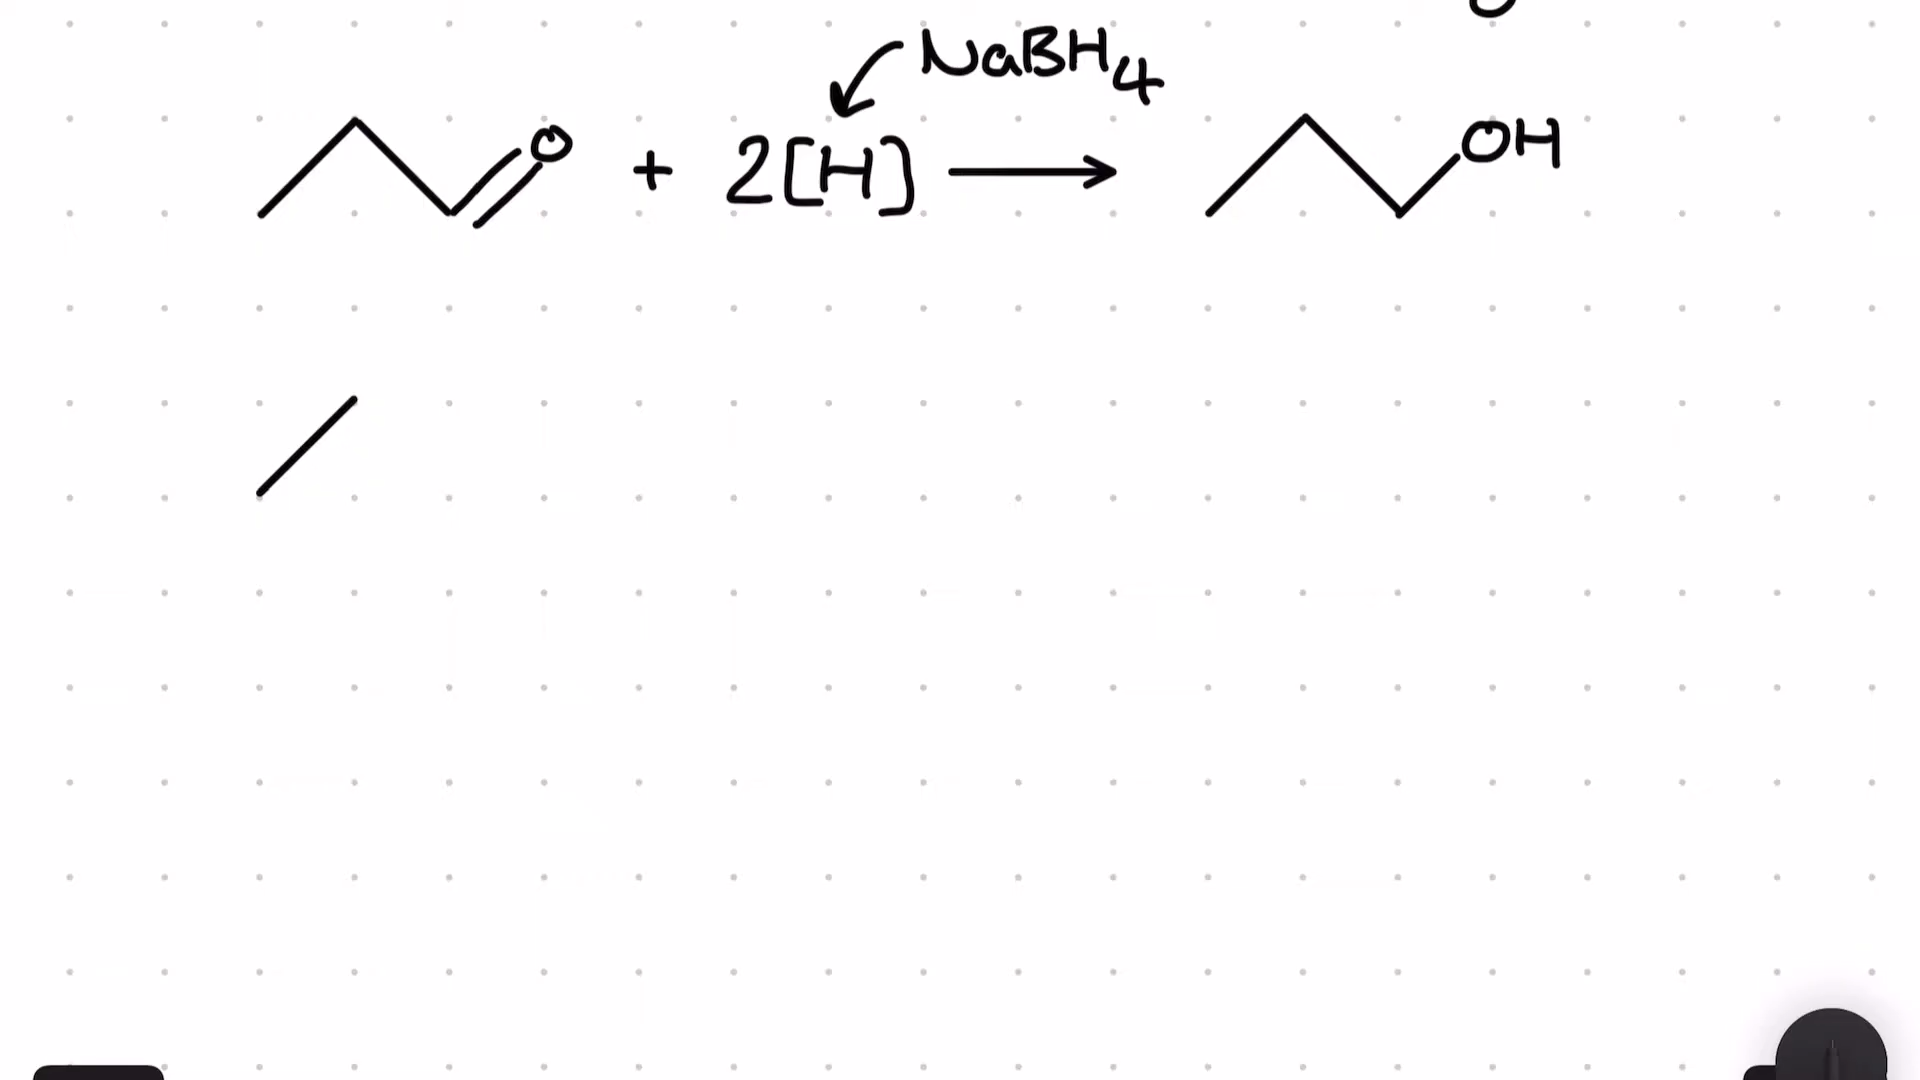 NaBH4
O + 2[H] → OH